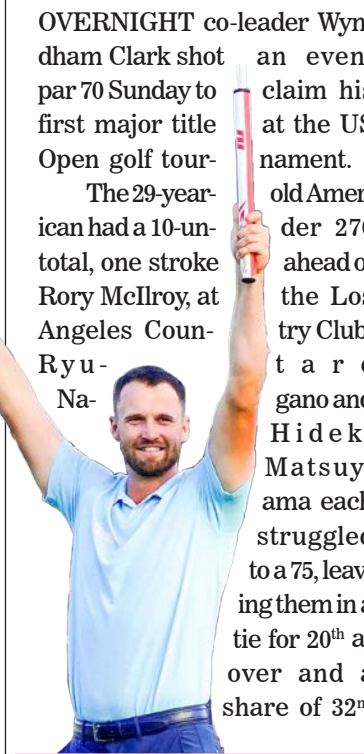 OVERNIGHT co-leader Wyn
dham Clark shot an even
par 70 Sunday to claim his
first major title at the US
Open golf tour- nament.
The 29-year- old Amer
ican had a 10-un- der 270
total, one stroke ahead o
Rory McIlroy, at the Los
Angeles Coun- try Club
Ryu- taro
Na- gano and
Hidek
Matsuy
ama each
struggled
to a 75, leav
ing them in a
tie for 20th a
over and a
share of 32n